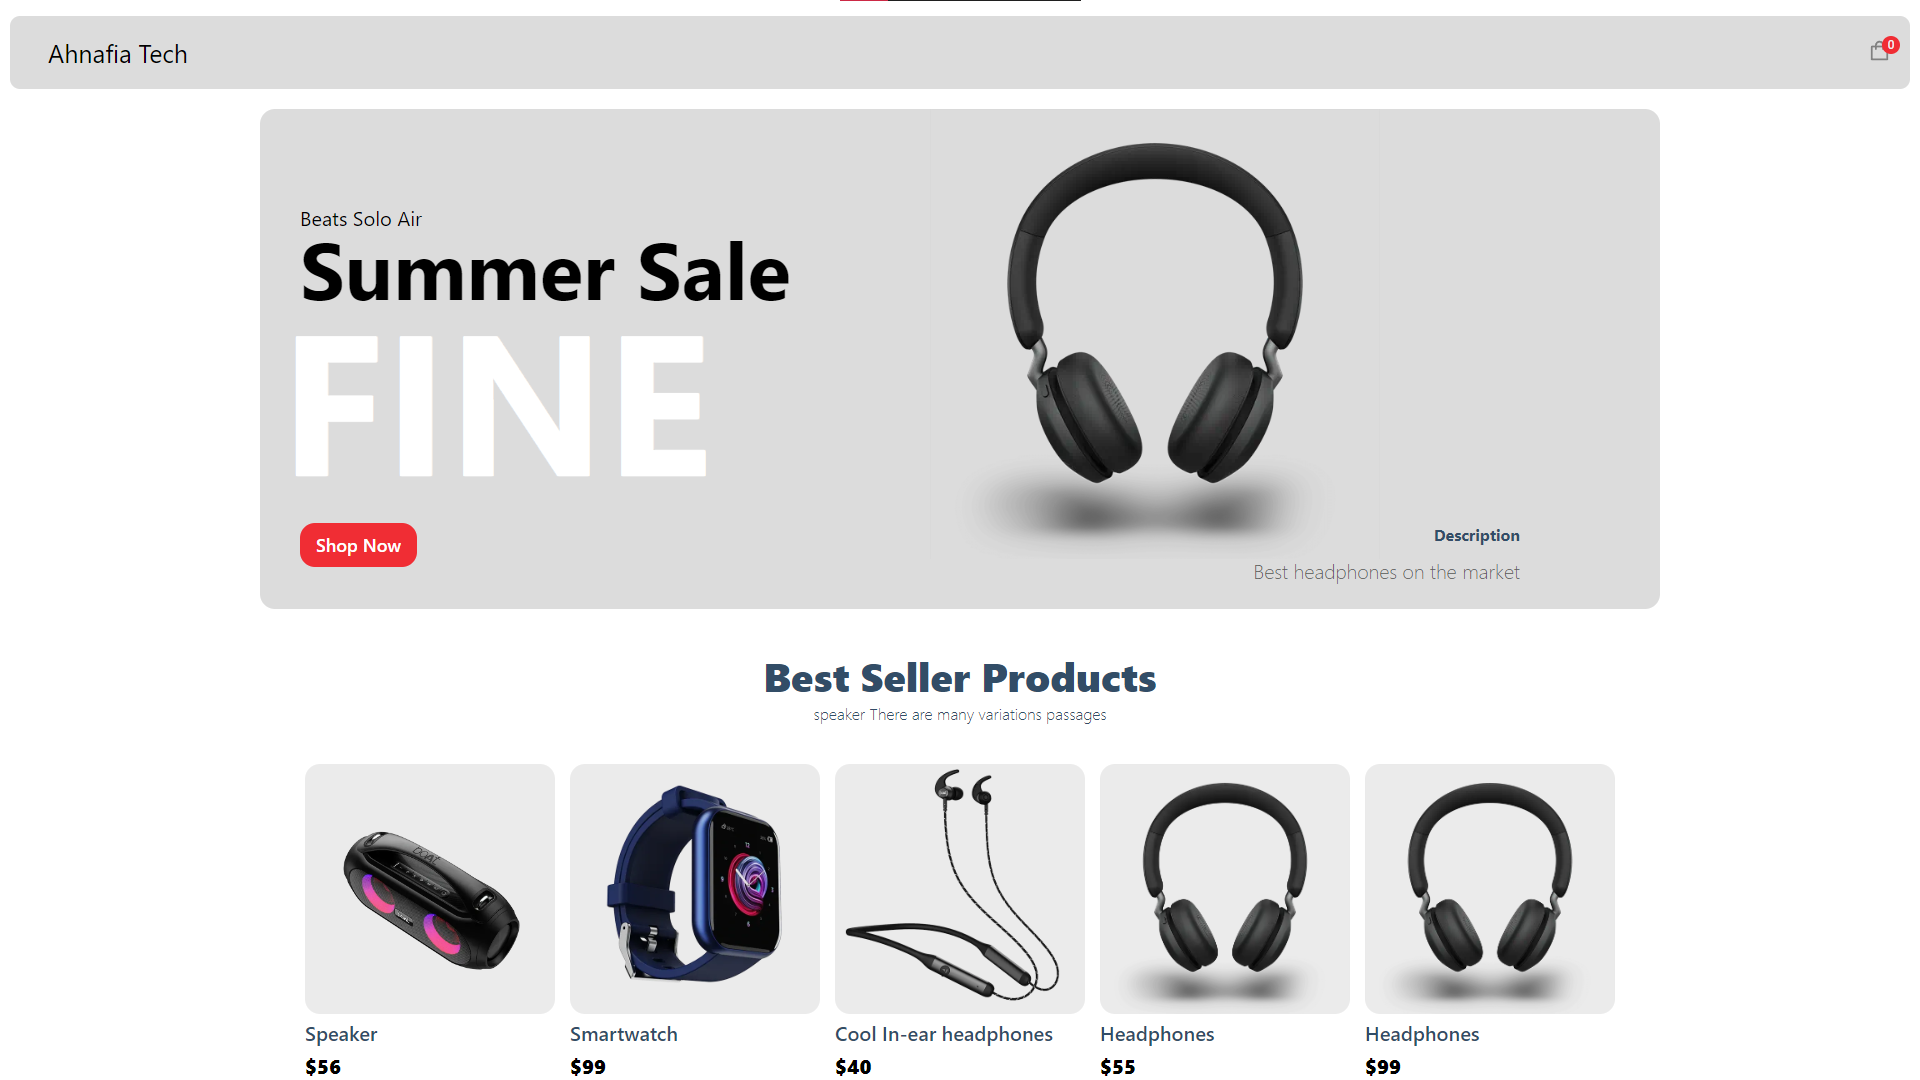 Ahnafia Tech
0
Beats Solo Air
Summer Sale
FINE
Shop Now
Description
Best headphones on the market
Best Seller Products
speaker There are many variations passages
boAt
Speaker
$56
Smartwatch
$99
Cool In-ear headphones
$40
Headphones
$55
Headphones
$99